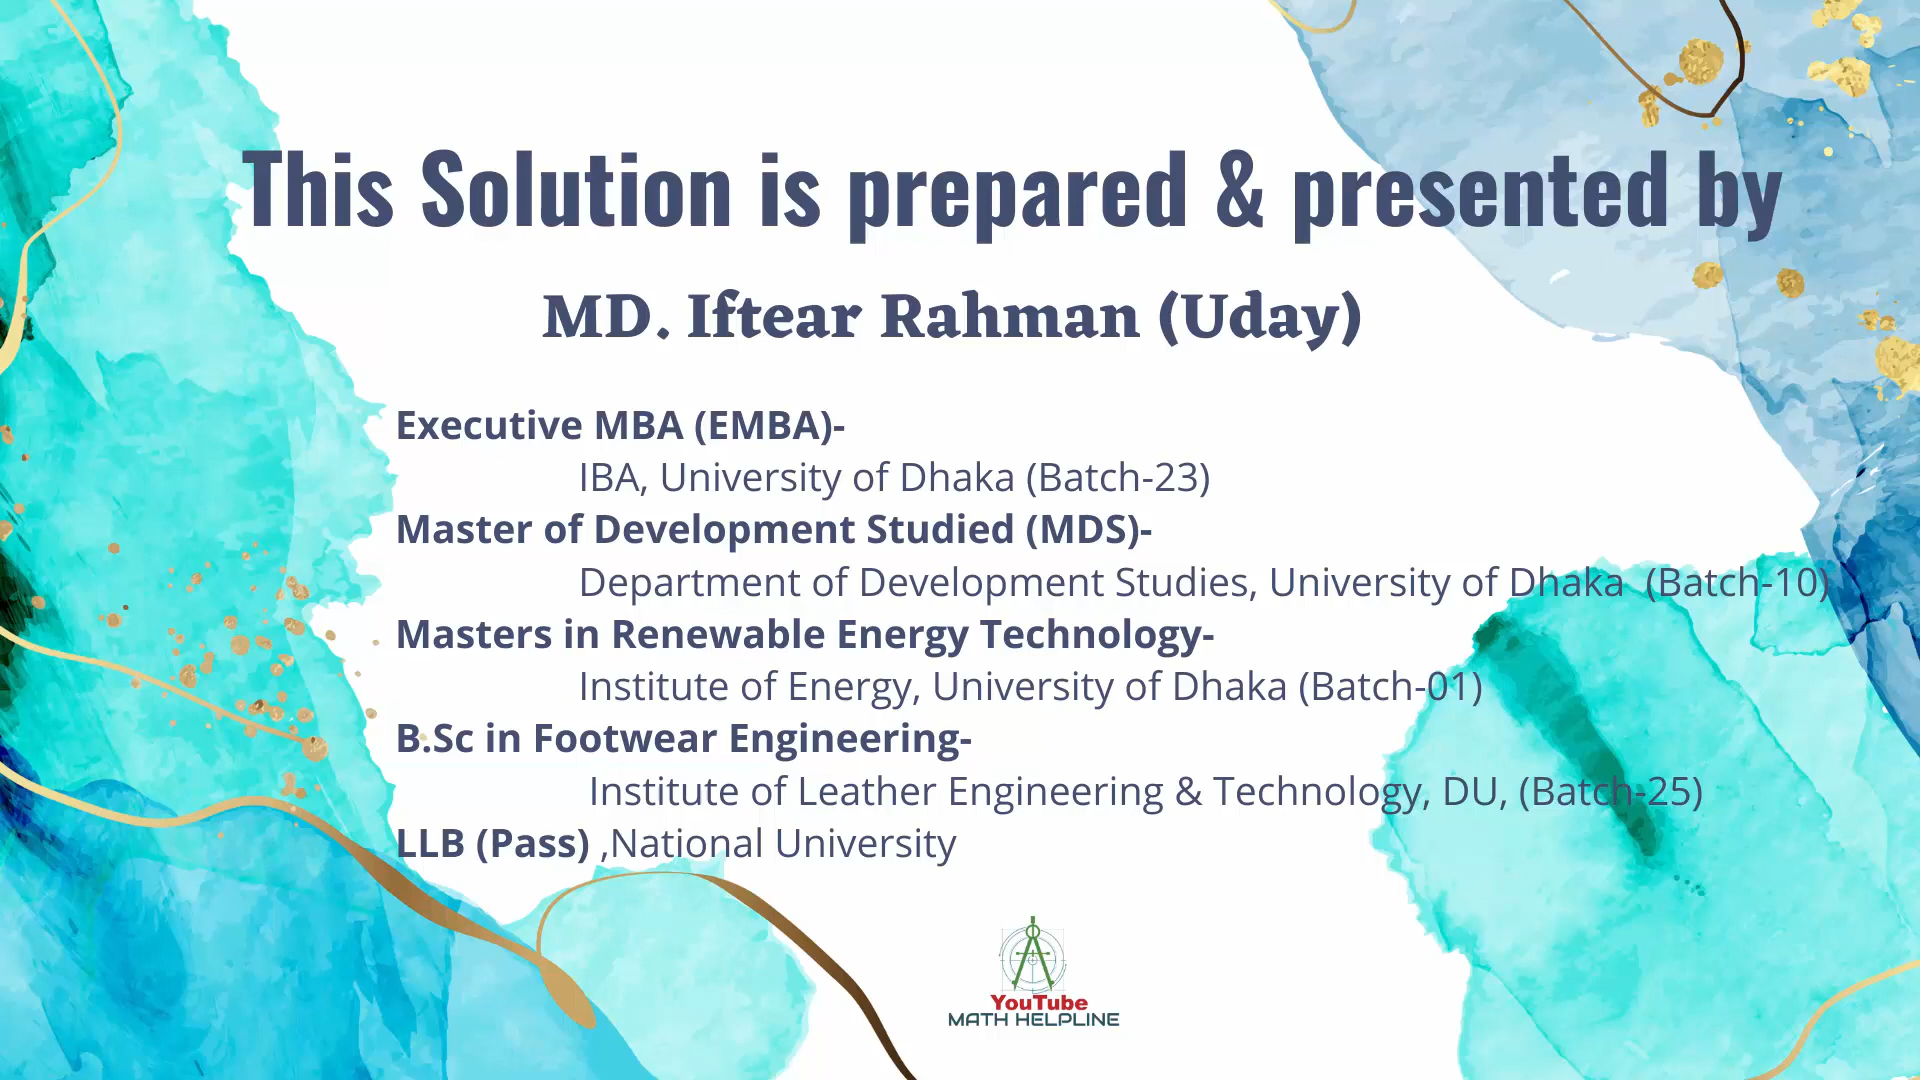 This Solution is prepared & presented by
MD. Iftear Rahman (Uday)
Executive MBA (EMBA)-
IBA, University of Dhaka (Batch-23)
Master of Development Studied (MDS)-
Department of Development Studies, University of Dhaka (Batch-10)
Masters in Renewable Energy Technology-
Institute of Energy, University of Dhaka (Batch-01)
B.Sc in Footwear Engineering-
Institute of Leather Engineering & Technology, DU, (Batch-25)
LLB (Pass) ,National University
YouTube
MATH HELPLINE